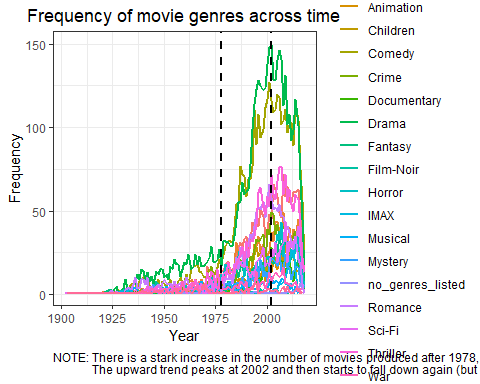 Frequency of movie genres across time
Frequency
150
100
50
0
1900
1925
1950
1975
2000
Year
Animation
Children
Comedy
Crime
Documentary
Drama
Fantasy
Film-Noir
Horror
IMAX
Musical
Mystery
no_genres_listed
Romance
Sci-Fi
Thriller
War
NOTE: There is a stark increase in the number of movies produced after 1978,
The upward trend peaks at 2002 and then starts to fall down again (but